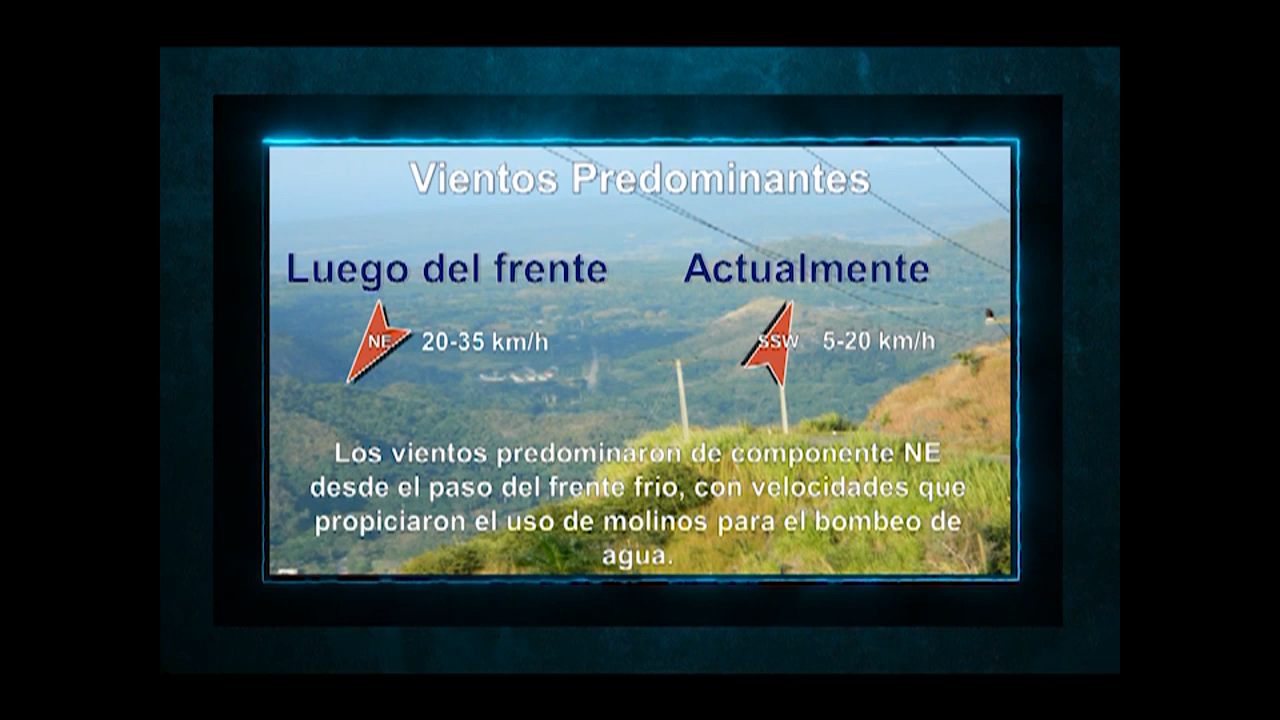 Vientos Predominantes
Luego del frente
Actualmente
NE
20-35 km/h
SSW
5-20 km/h
Los vientos predominaron de componente NE
desde el paso del frente frio, con velocidades que
propiciaron el uso de molinos para el bombeo de
agua.